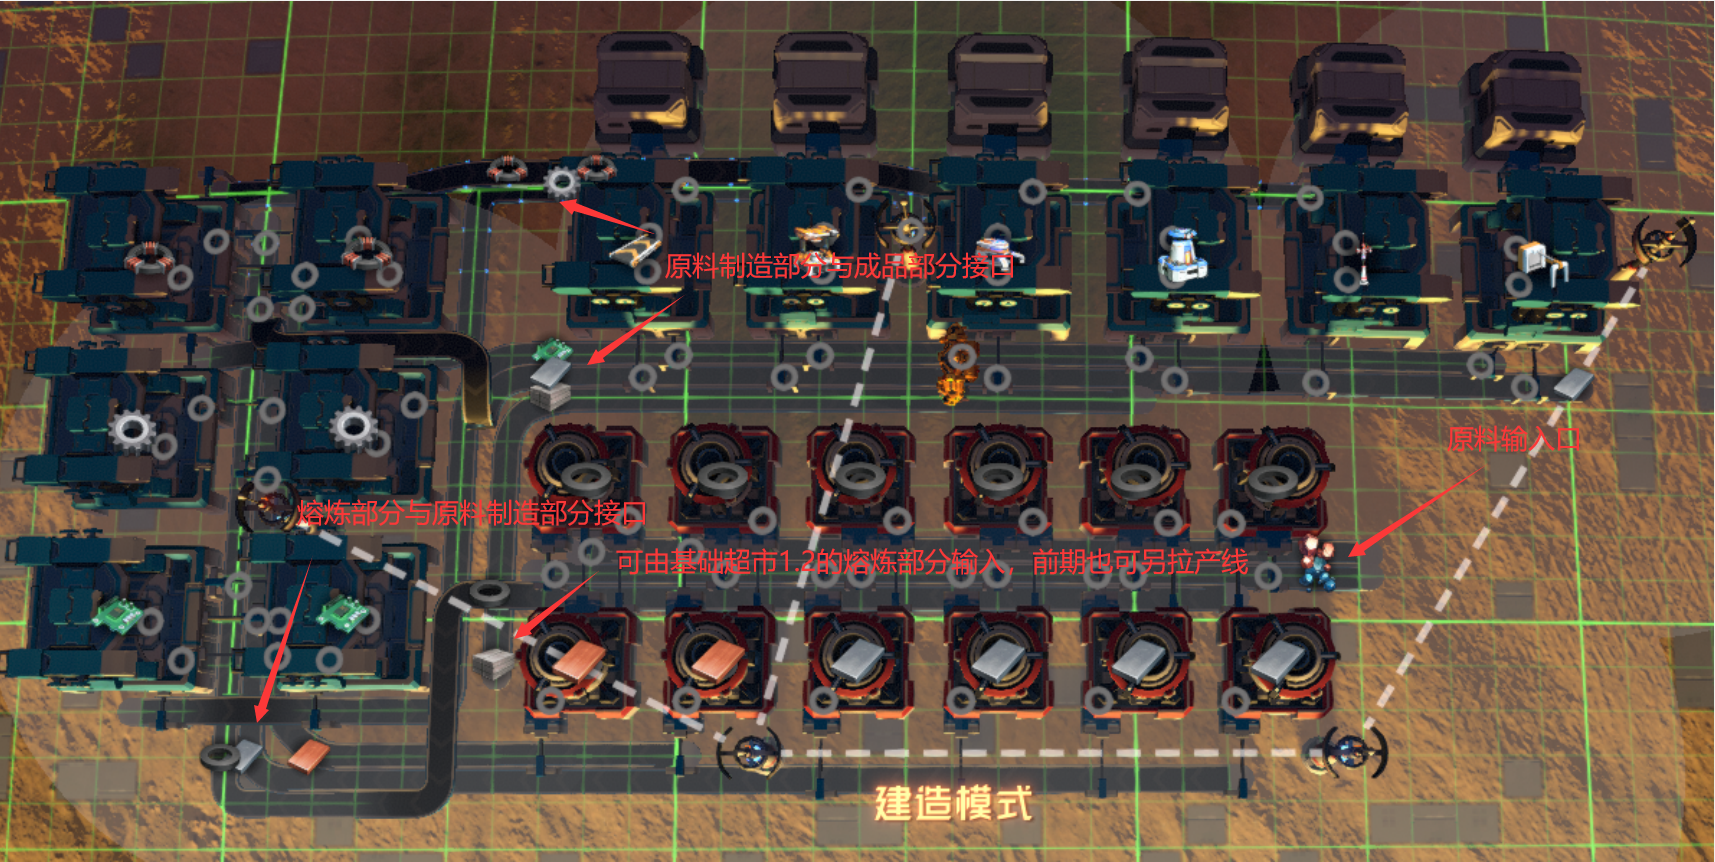 原料制造部分与成品部分接口
原料输入口
熔炼部分与原料制造部分接口
可由基础超市1.2的熔炼部分输入，前期也可另拉产线
建造模式